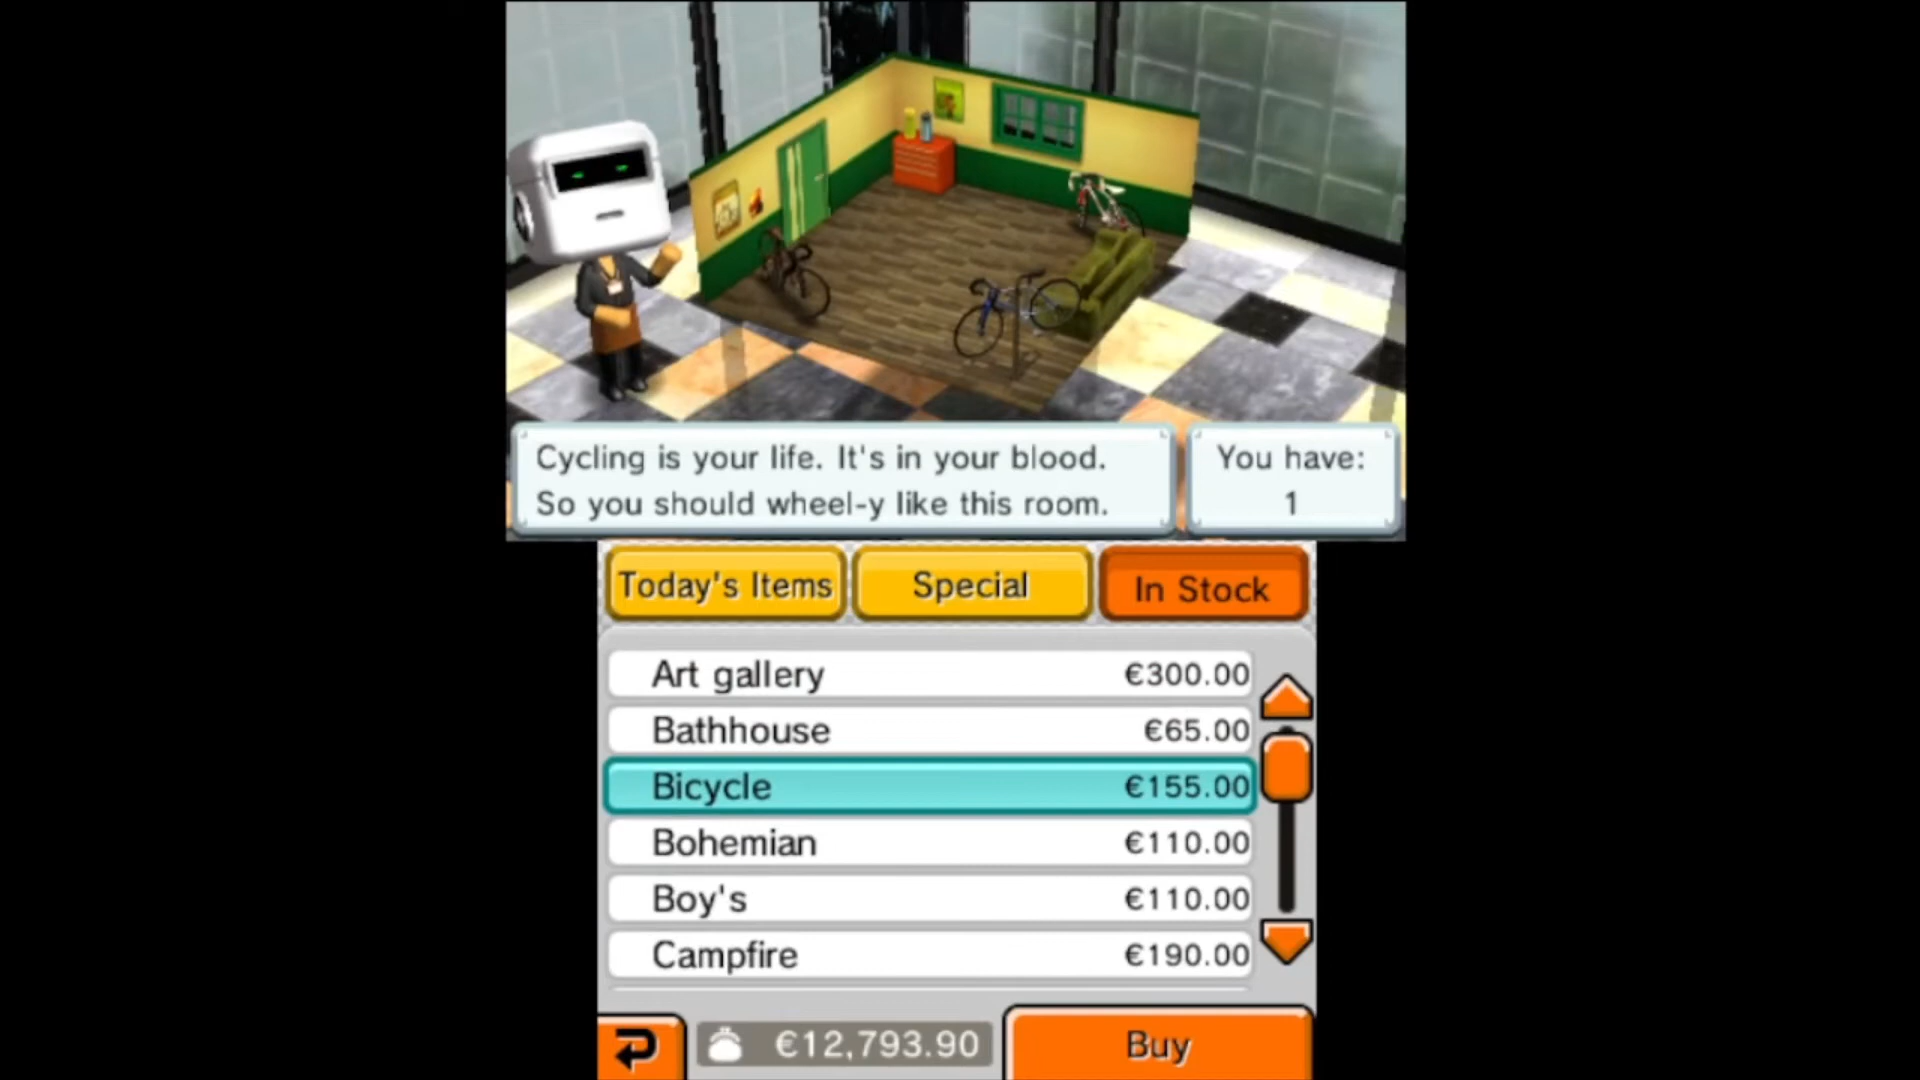 Cycling is your life. It's in your blood.
So you should wheel-y like this room.
You have:
1
Today's Items
Special
In Stock
Art gallery €300.00
Bathhouse €65.00
Bicycle €155.00
Bohemian €110.00
Boy's €110.00
Campfire €190.00
€12,793.90
Buy